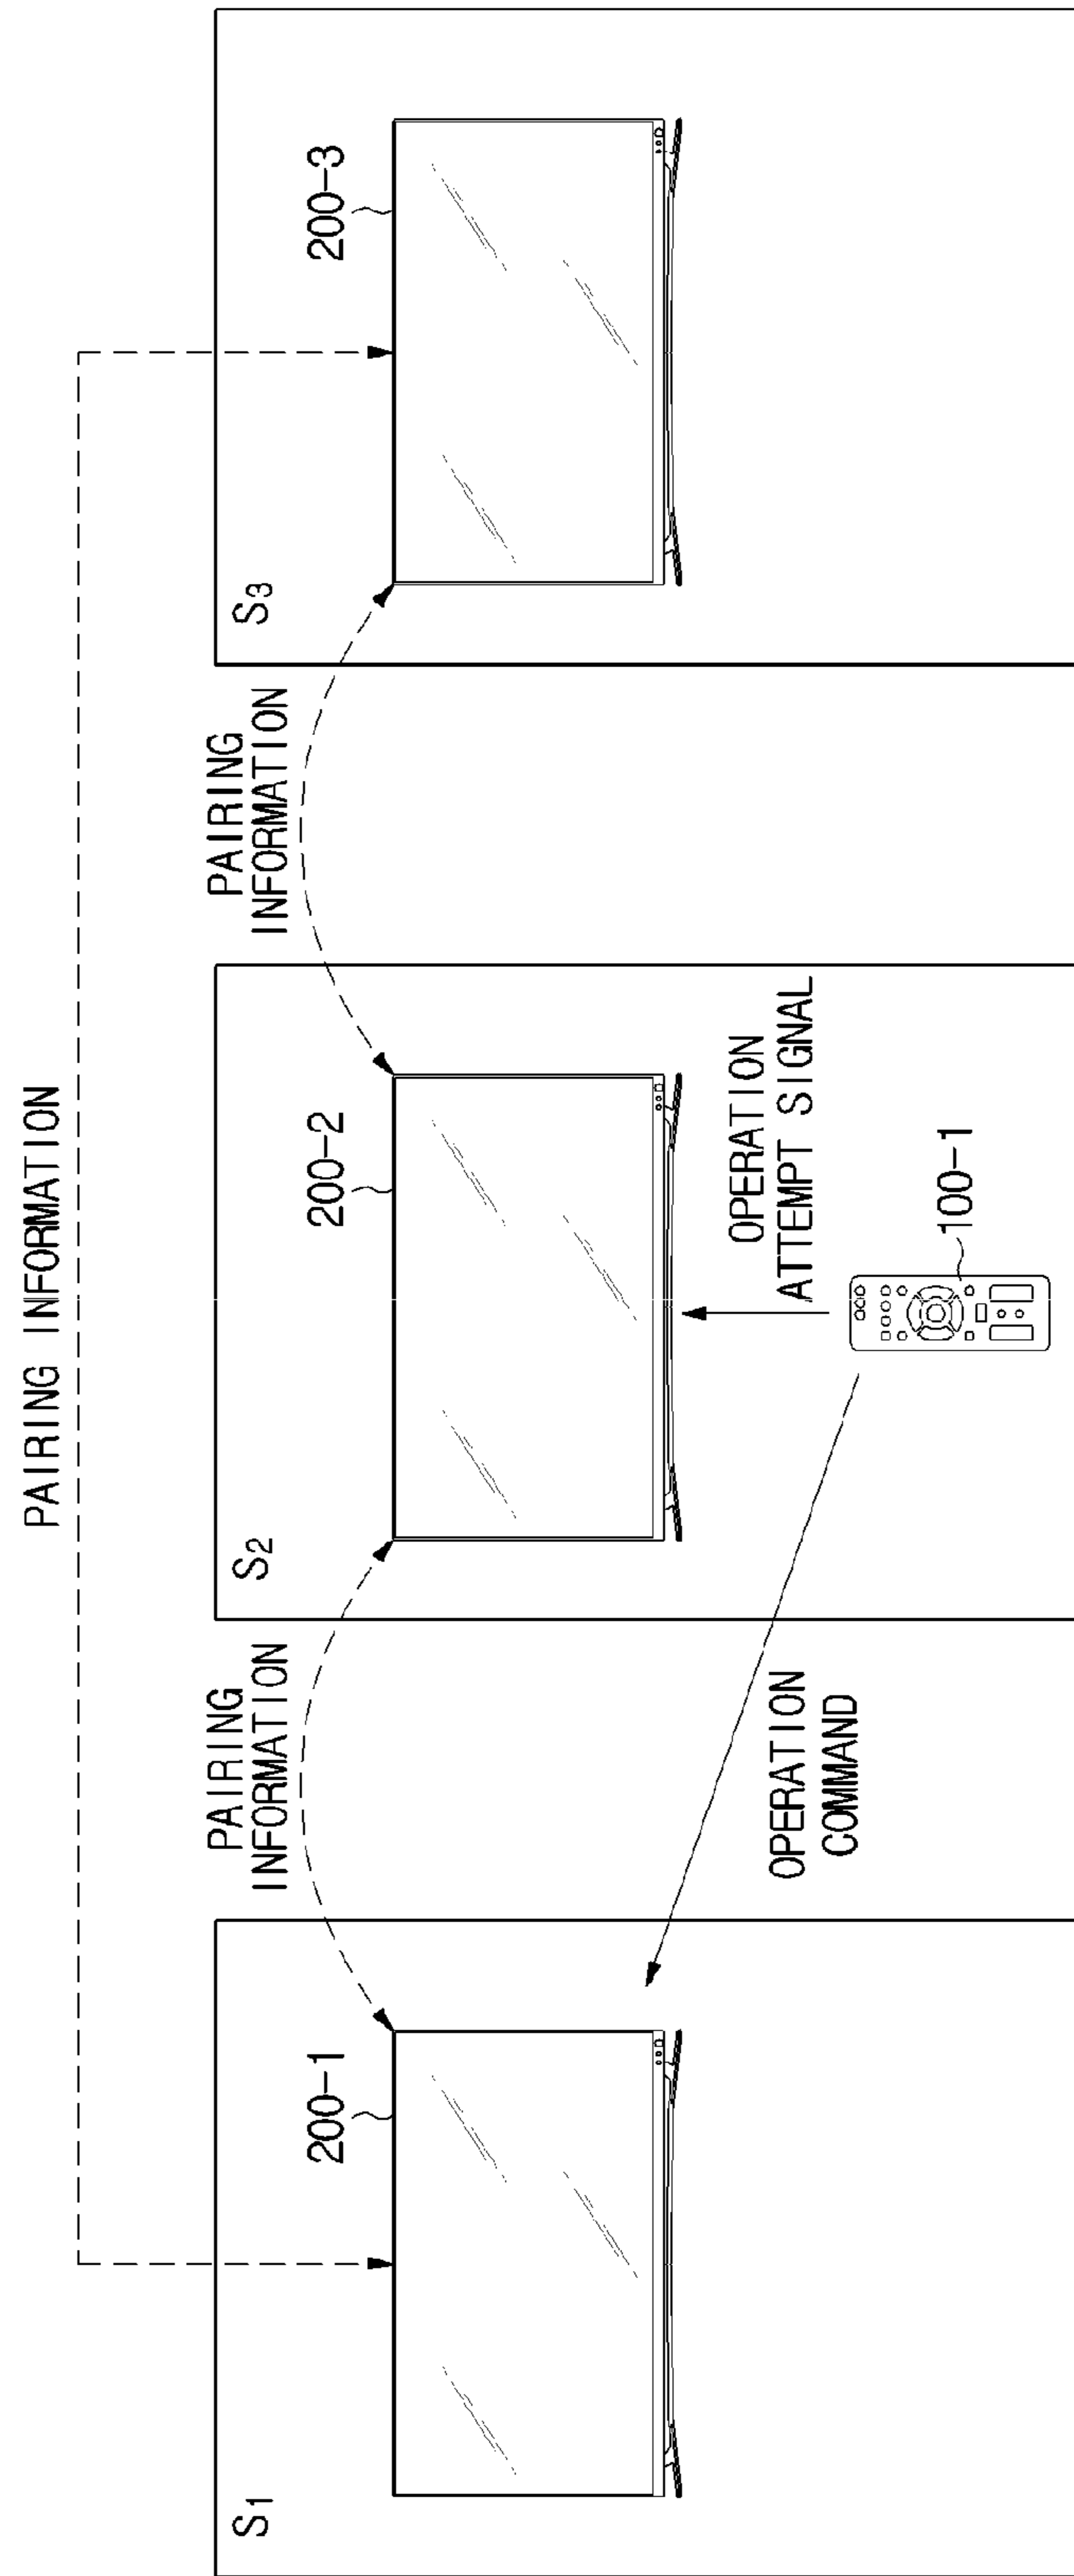 PAIRING INFORMATION
PAIRING
INFORMATION
PAIRING
INFORMATION
S1
200-1
S2
200-2
S3
200-3
OPERATION
COMMAND
OPERATION
ATTEMPT SIGNAL
100-1